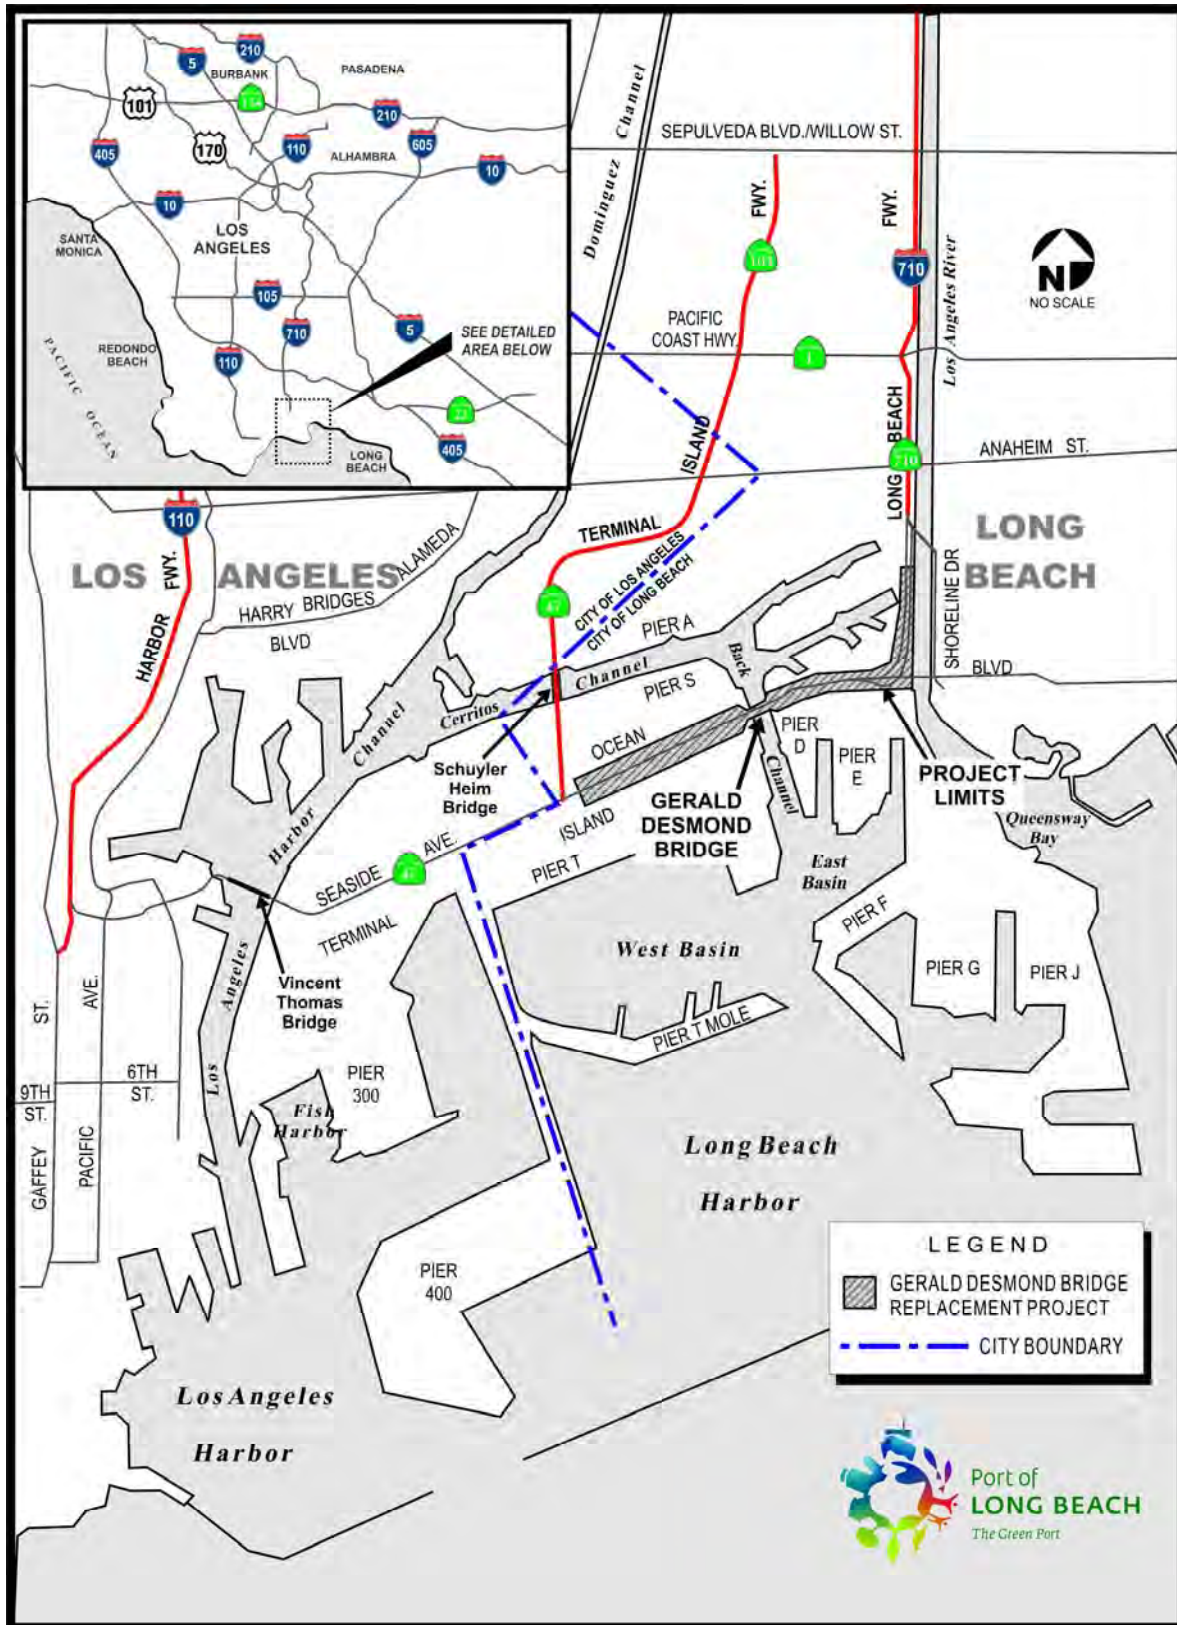 5
210
BURBANK
PASADENA
101
134
210
170
110
605
405
ALHAMBRA
10
10
LOS
ANGELES
SANTA
MONICA
105
710
5
REDONDO
BEACH
110
SEE DETAILED
AREA BELOW
PACIFIC OCEAN
22
405
LONG
BEACH
Dominguez Channel
SEPULVEDA BLVD./WILLOW ST.
FWY.
103
FWY.
710
N
NO SCALE
PACIFIC
COAST HWY.
1
Los Angeles River
ISLAND
LONG BEACH
710
ANAHEIM ST.
110
TERMINAL
LOS ANGELES
LONG
BEACH
HARBOR FWY.
ALAMEDA
HARRY BRIDGES
BLVD
47
CITY OF LOS ANGELES
CITY OF LONG BEACH
PIER A
SHORELINE DR
BLVD
Cerritos Channel
PIER S
Back
Channel
OCEAN
PIER
D
PIER
E
Schuyler
Heim
Bridge
PROJECT
LIMITS
GERALD
DESMOND
BRIDGE
Queensway
Bay
ISLAND
PIER T
East
Basin
Los Angeles Harbor Channel
SEASIDE AVE.
47
TERMINAL
PIER F
West Basin
PIER G
PIER J
Vincent
Thomas
Bridge
PIER T MOLE
9TH
ST.
6TH
ST.
GAFFEY ST.
PACIFIC AVE.
PIER
300
Fish
Harbor
Long Beach
Harbor
PIER
400
LEGEND
GERALD DESMOND BRIDGE
REPLACEMENT PROJECT
CITY BOUNDARY
Los Angeles
Harbor
Port of
LONG BEACH
The Green Port